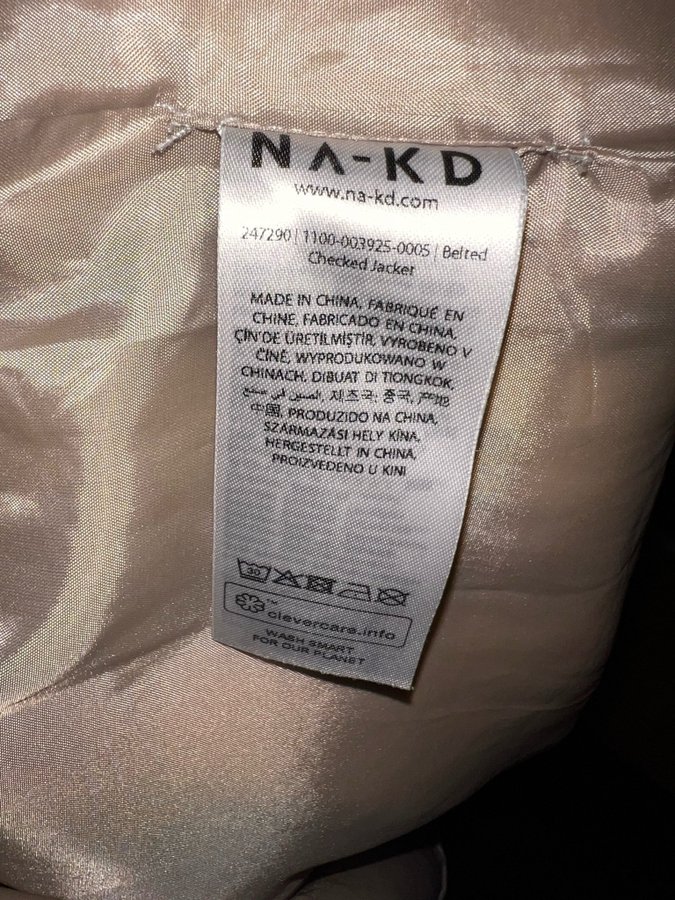 NA-KD
www.na-kd.com
247290 | 1100-003925-0005 | Belted
Checked Jacket
MADE IN CHINA, FABRIQUÉ EN
CHINE, FABRICADO EN CHINA,
ÇİN'DE ÜRETİLMİŞTİR, VYROBENO V
ČÍNĚ, WYPRODUKOWANO W
CHINACH, DIBUAT DI TIONGKOK,
الصين في صنع, 제조국: 중국, 产地
中国, PRODUZIDO NA CHINA,
SZÁRMAZÁSI HELY KÍNA,
HERGESTELLT IN CHINA,
PROIZVEDENO U KINI
30
clevercare.info
WASH SMART
FOR OUR PLANET